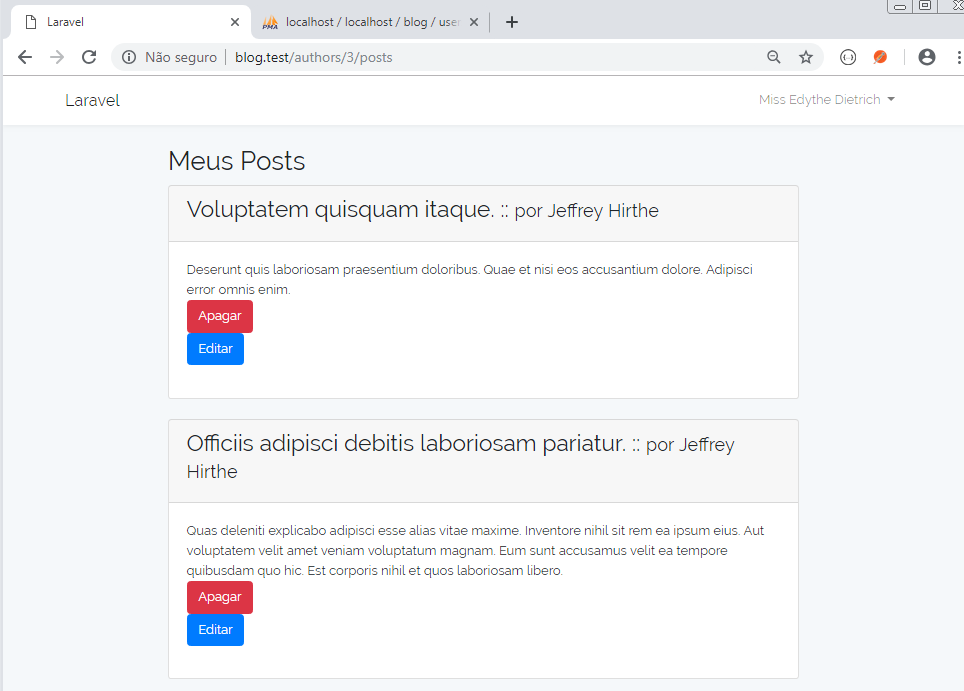 Laravel
localhost / localhost / blog / user
Não seguro
blog.test/authors/3/posts
Laravel
Miss Edythe Dietrich
Meus Posts
Voluptatem quisquam itaque. :: por Jeffrey Hirthe
Deserunt quis laboriosam praesentium doloribus. Quae et nisi eos accusantium dolore. Adipisci
error omnis enim.
Apagar
Editar
Officiis adipisci debitis laboriosam pariatur. :: por Jeffrey
Hirthe
Quas deleniti explicabo adipisci esse alias vitae maxime. Inventore nihil sit rem ea ipsum eius. Aut
voluptatem velit amet veniam voluptatum magnam. Eum sunt accusamus velit ea tempore
quibusdam quo hic. Est corporis nihil et quos laboriosam libero.
Apagar
Editar